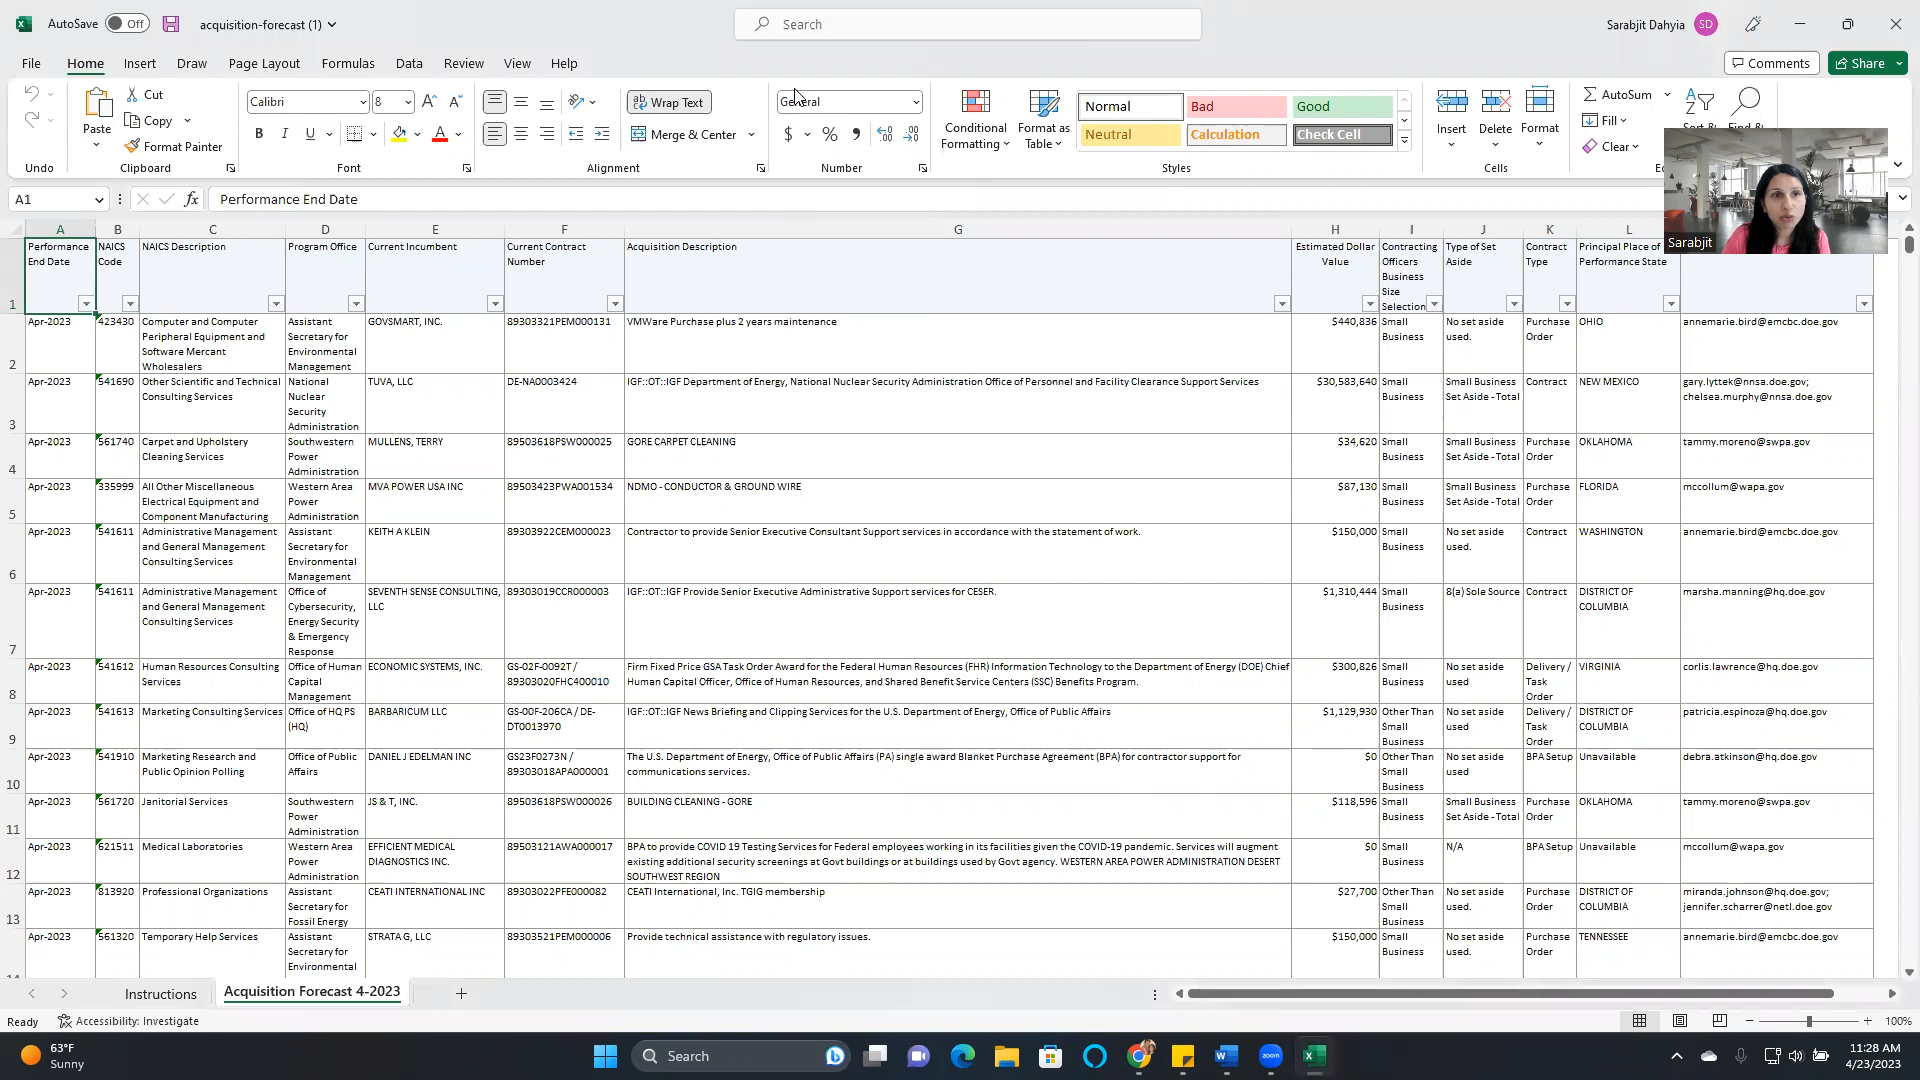 AutoSave Off acquisition-forecast (1) Search Sarabjit Dahyia SD
File Home Insert Draw Page Layout Formulas Data Review View Help Comments Share
Cut Calibri 8 Wrap Text General Normal Bad Good AutoSum
Paste Copy Merge & Center $ % Conditional Formatting Format as Table Neutral Calculation Check Cell Insert Delete Format Fill
Format Painter B I U A Clear
Undo Clipboard Font Alignment Number Styles Cells
A1 fx Performance End Date
Sarabjit
A B C D E F G H I J K L
1 Performance End Date NAICS Code NAICS Description Program Office Current Incumbent Current Contract Number Acquisition Description Estimated Dollar Value Contracting Officers Business Size Selection Type of Set Aside Contract Type Principal Place of Performance State
2 Apr-2023 423430 Computer and Computer Peripheral Equipment and Software Mercant Wholesalers Assistant Secretary for Environmental Management GOVSMART, INC. 89303321PEM000131 VMWare Purchase plus 2 years maintenance $440,836 Small Business No set aside used. Purchase Order OHIO annemarie.bird@emcbc.doe.gov
3 Apr-2023 541690 Other Scientific and Technical Consulting Services National Nuclear Security Administration TUVA, LLC DE-NA0003424 IGF::OT::IGF Department of Energy, National Nuclear Security Administration Office of Personnel and Facility Clearance Support Services $30,583,640 Small Business Small Business Set Aside - Total Contract NEW MEXICO gary.lyttek@nnsa.doe.gov; chelsea.murphy@nnsa.doe.gov
4 Apr-2023 561740 Carpet and Upholstery Cleaning Services Southwestern Power Administration MULLENS, TERRY 89503618PSW000025 GORE CARPET CLEANING $34,620 Small Business Small Business Set Aside - Total Purchase Order OKLAHOMA tammy.moreno@swpa.gov
5 Apr-2023 335999 All Other Miscellaneous Electrical Equipment and Component Manufacturing Western Area Power Administration MVA POWER USA INC 89503423PWA001534 NDMO - CONDUCTOR & GROUND WIRE $87,130 Small Business Small Business Set Aside - Total Purchase Order FLORIDA mccollum@wapa.gov
6 Apr-2023 541611 Administrative Management and General Management Consulting Services Assistant Secretary for Environmental Management KEITH A KLEIN 89303922CEM000023 Contractor to provide Senior Executive Consultant Support services in accordance with the statement of work. $150,000 Small Business No set aside used. Contract WASHINGTON annemarie.bird@emcbc.doe.gov
7 Apr-2023 541611 Administrative Management and General Management Consulting Services Office of Cybersecurity, Energy Security & Emergency Response SEVENTH SENSE CONSULTING, LLC 89303019CCR000003 IGF::OT::IGF Provide Senior Executive Administrative Support services for CESER. $1,310,444 Small Business 8(a) Sole Source Contract DISTRICT OF COLUMBIA marsha.manning@hq.doe.gov
8 Apr-2023 541612 Human Resources Consulting Services Office of Human Capital Management ECONOMIC SYSTEMS, INC. GS-02F-0092T / 89303020FHC400010 Firm Fixed Price GSA Task Order Award for the Federal Human Resources (FHR) Information Technology to the Department of Energy (DOE) Chief Human Capital Officer, Office of Human Resources, and Shared Benefit Service Centers (SSC) Benefits Program. $300,826 Small Business No set aside used Delivery / Task Order VIRGINIA corlis.lawrence@hq.doe.gov
9 Apr-2023 541613 Marketing Consulting Services Office of HQ PS (HQ) BARBARICUM LLC GS-00F-206CA / DE-DT0013970 IGF::OT::IGF News Briefing and Clipping Services for the U.S. Department of Energy, Office of Public Affairs $1,129,930 Other Than Small Business No set aside used Delivery / Task Order DISTRICT OF COLUMBIA patricia.espinoza@hq.doe.gov
10 Apr-2023 541910 Marketing Research and Public Opinion Polling Office of Public Affairs DANIEL J EDELMAN INC GS23F0273N / 89303018APA000001 The U.S. Department of Energy, Office of Public Affairs (PA) single award Blanket Purchase Agreement (BPA) for contractor support for communications services. $0 Other Than Small Business No set aside used BPA Setup Unavailable debra.atkinson@hq.doe.gov
11 Apr-2023 561720 Janitorial Services Southwestern Power Administration JS & T, INC. 89503618PSW000026 BUILDING CLEANING - GORE $118,596 Small Business Small Business Set Aside - Total Purchase Order OKLAHOMA tammy.moreno@swpa.gov
12 Apr-2023 621511 Medical Laboratories Western Area Power Administration EFFICIENT MEDICAL DIAGNOSTICS INC. 89503121AWA000017 BPA to provide COVID 19 Testing Services for Federal employees working in its facilities given the COVID-19 pandemic. Services will augment existing additional security screenings at Govt buildings or at buildings used by Govt agency. WESTERN AREA POWER ADMINISTRATION DESERT SOUTHWEST REGION $0 Small Business N/A BPA Setup Unavailable mccollum@wapa.gov
13 Apr-2023 813920 Professional Organizations Assistant Secretary for Fossil Energy CEATI INTERNATIONAL INC 89303022PFE000082 CEATI International, Inc. TGIG membership $27,700 Other Than Small Business No set aside used. Purchase Order DISTRICT OF COLUMBIA miranda.johnson@hq.doe.gov; jennifer.scharrer@netl.doe.gov
Apr-2023 561320 Temporary Help Services Assistant Secretary for Environmental STRATA G, LLC 89303521PEM000006 Provide technical assistance with regulatory issues. $150,000 Small Business No set aside used. Purchase Order TENNESSEE annemarie.bird@emcbc.doe.gov
Instructions Acquisition Forecast 4-2023
Ready Accessibility: Investigate 100%
63°F Search zoom 11:28 AM
Sunny 4/23/2023